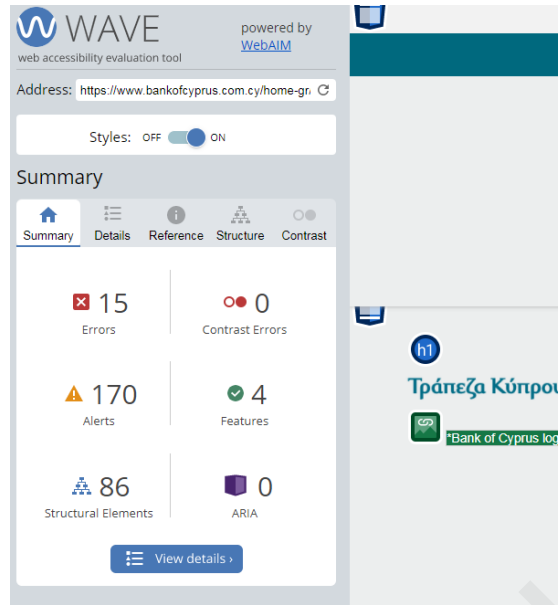 WAVE
web accessibility evaluation tool
powered by
WebAIM
Address: https://www.bankofcyprus.com.cy/home-gr
Styles: OFF ON
Summary
Summary Details Reference Structure Contrast
15
Errors
0
Contrast Errors
170
Alerts
4
Features
86
Structural Elements
0
ARIA
View details ›
h1
Τράπεζα Κύπρου
*Bank of Cyprus log